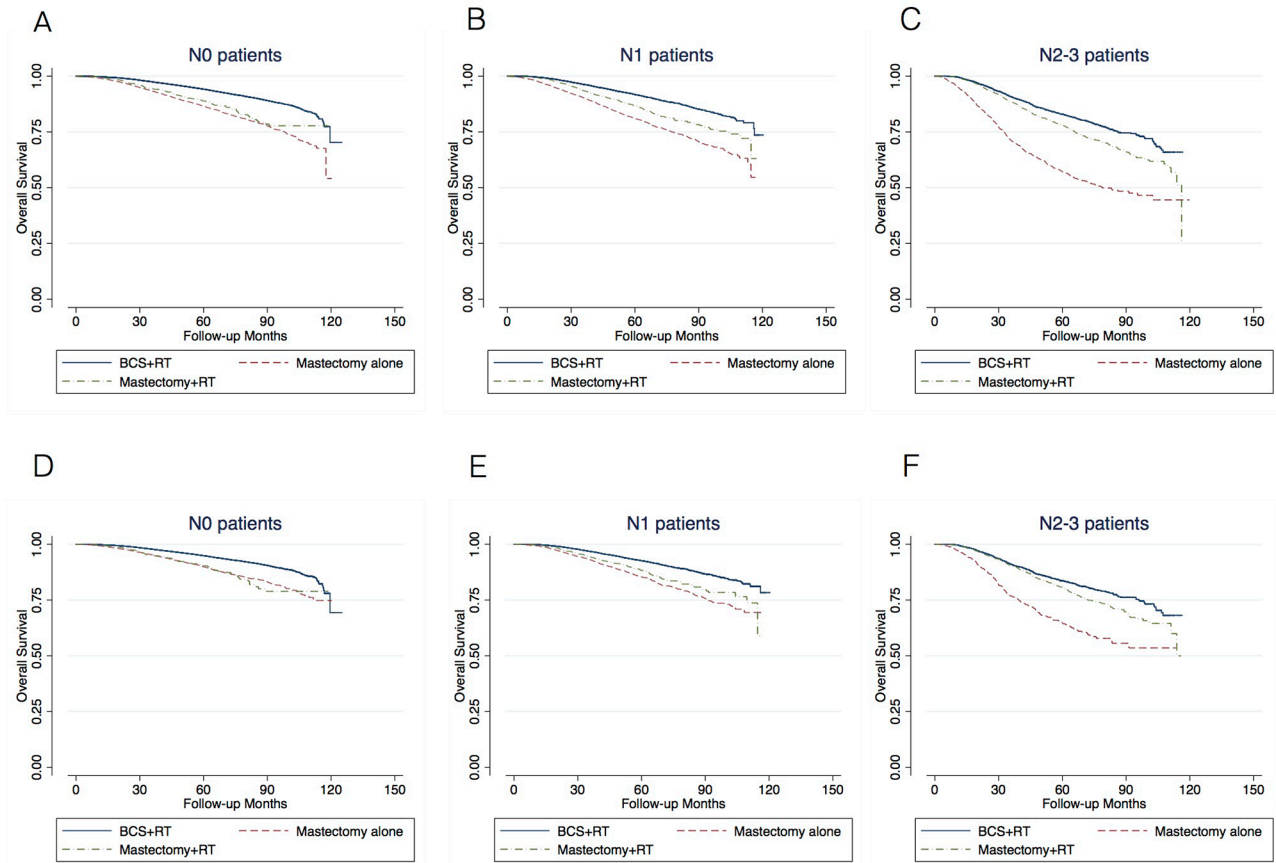 A
N0 patients
1.00
0.75
0.50
0.25
0.00
Overall Survival
0 30 60 90 120 150
Follow-up Months
BCS+RT Mastectomy alone
Mastectomy+RT
B
N1 patients
1.00
0.75
0.50
0.25
0.00
Overall Survival
0 30 60 90 120 150
Follow-up Months
BCS+RT Mastectomy alone
Mastectomy+RT
C
N2-3 patients
1.00
0.75
0.50
0.25
0.00
Overall Survival
0 30 60 90 120 150
Follow-up Months
BCS+RT Mastectomy alone
Mastectomy+RT
D
N0 patients
1.00
0.75
0.50
0.25
0.00
Overall Survival
0 30 60 90 120 150
Follow-up Months
BCS+RT Mastectomy alone
Mastectomy+RT
E
N1 patients
1.00
0.75
0.50
0.25
0.00
Overall Survival
0 30 60 90 120 150
Follow-up Months
BCS+RT Mastectomy alone
Mastectomy+RT
F
N2-3 patients
1.00
0.75
0.50
0.25
0.00
Overall Survival
0 30 60 90 120 150
Follow-up Months
BCS+RT Mastectomy alone
Mastectomy+RT